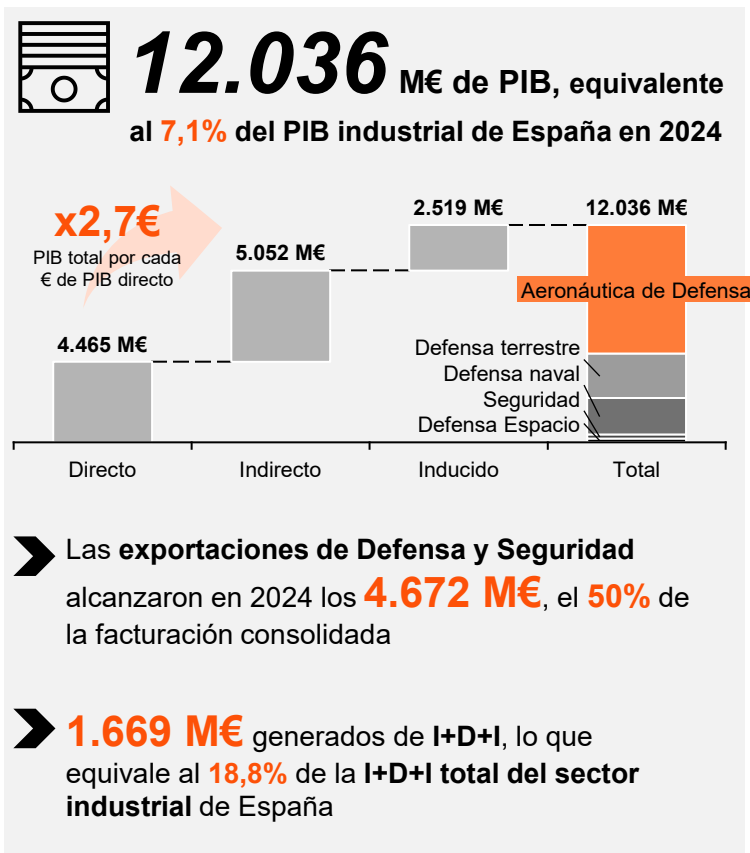 12.036 M€ de PIB, equivalente
al 7,1% del PIB industrial de España en 2024
x2,7€
PIB total por cada
€ de PIB directo
4.465 M€
5.052 M€
2.519 M€
12.036 M€
Aeronáutica de Defensa
Defensa terrestre
Defensa naval
Seguridad
Defensa Espacio
Directo
Indirecto
Inducido
Total
Las exportaciones de Defensa y Seguridad
alcanzaron en 2024 los 4.672 M€, el 50% de
la facturación consolidada
1.669 M€ generados de I+D+I, lo que
equivale al 18,8% de la I+D+I total del sector
industrial de España